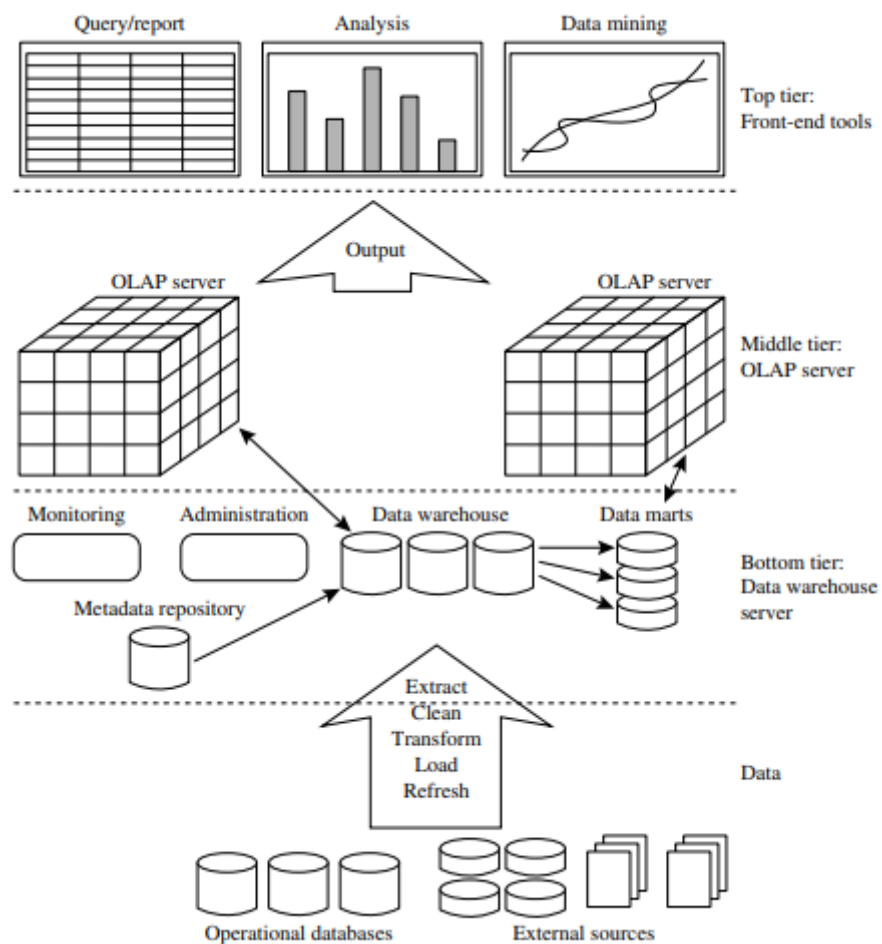 Query/report
Analysis
Data mining
Top tier:
Front-end tools
Output
OLAP server
OLAP server
Middle tier:
OLAP server
Monitoring
Administration
Data warehouse
Data marts
Bottom tier:
Data warehouse
server
Metadata repository
Extract
Clean
Transform
Load
Refresh
Data
Operational databases
External sources